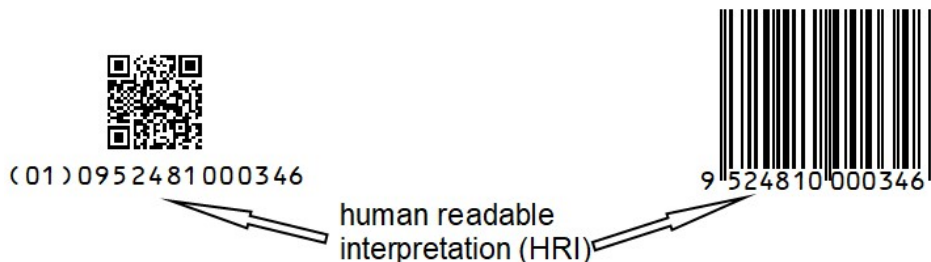 (01)0952481000346
9 524810 000346
human readable
interpretation (HRI)